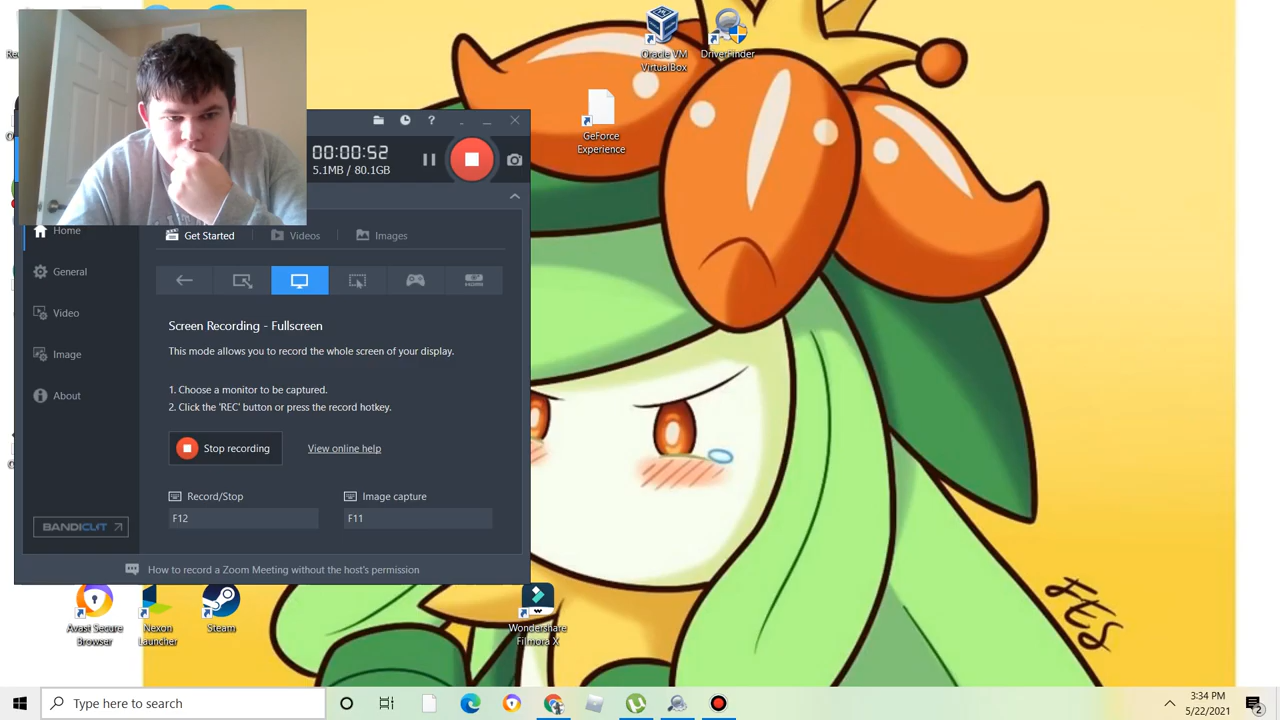 Oracle VM
VirtualBox
DriverFinder
GeForce
Experience
00:00:52
5.1MB / 80.1GB
Home
General
Video
Image
About
Get Started
Videos
Images
Screen Recording - Fullscreen
This mode allows you to record the whole screen of your display.
1. Choose a monitor to be captured.
2. Click the 'REC' button or press the record hotkey.
Stop recording
View online help
Record/Stop
Image capture
F12
F11
BANDICUT
How to record a Zoom Meeting without the host's permission
Avast Secure
Browser
Nexon
Launcher
Steam
Wondershare
Filmora X
FES
Type here to search
3:34 PM
5/22/2021
2